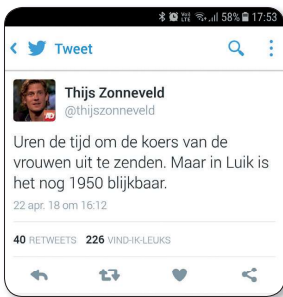 58% 17:53
Tweet
Thijs Zonneveld
@thijszonneveld
Uren de tijd om de koers van de
vrouwen uit te zenden. Maar in Luik is
het nog 1950 blijkbaar.
22 apr. 18 om 16:12
40 RETWEETS 226 VIND-IK-LEUKS